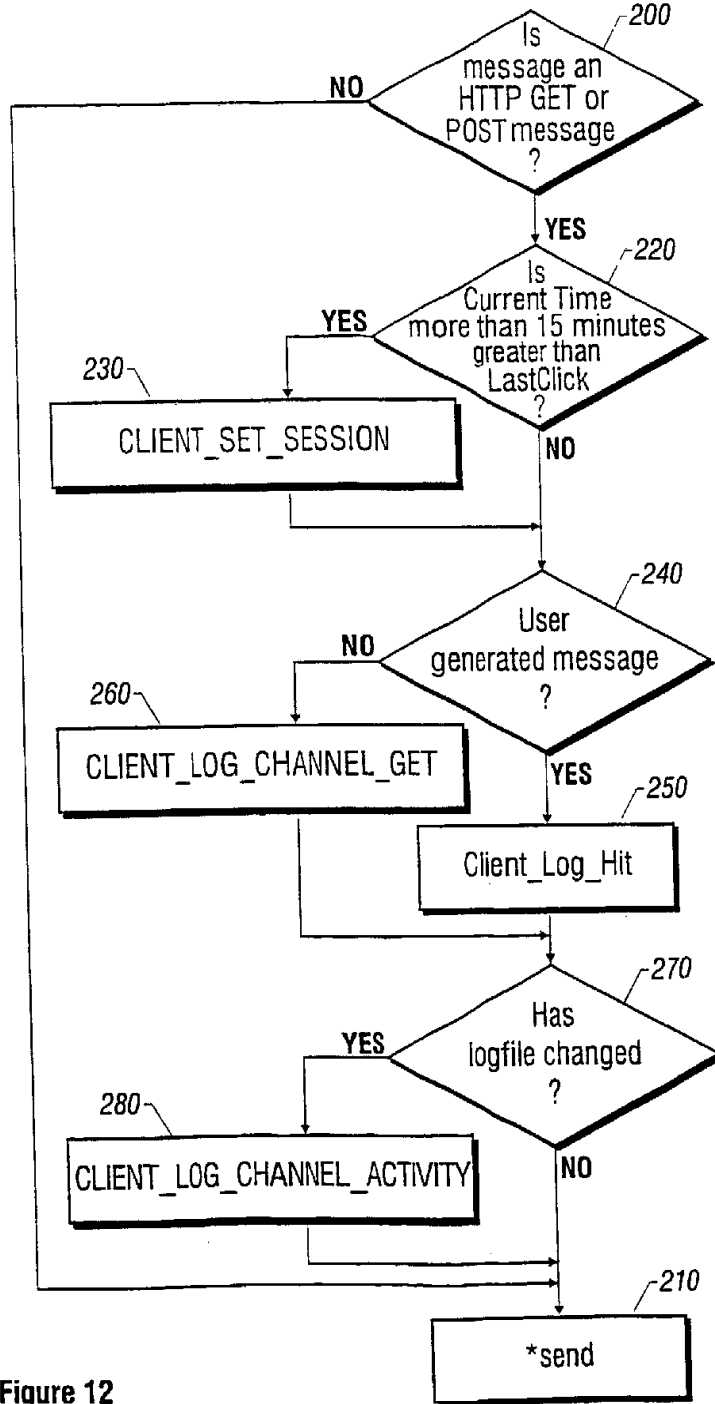 200
Is
message an
HTTP GET or
POST message
?
NO
YES
220
Is
Current Time
more than 15 minutes
greater than
LastClick
?
YES
NO
230
CLIENT_SET_SESSION
240
User
generated message
?
NO
YES
260
CLIENT_LOG_CHANNEL_GET
250
Client_Log_Hit
270
Has
logfile changed
?
YES
NO
280
CLIENT_LOG_CHANNEL_ACTIVITY
210
*send
Figure 12